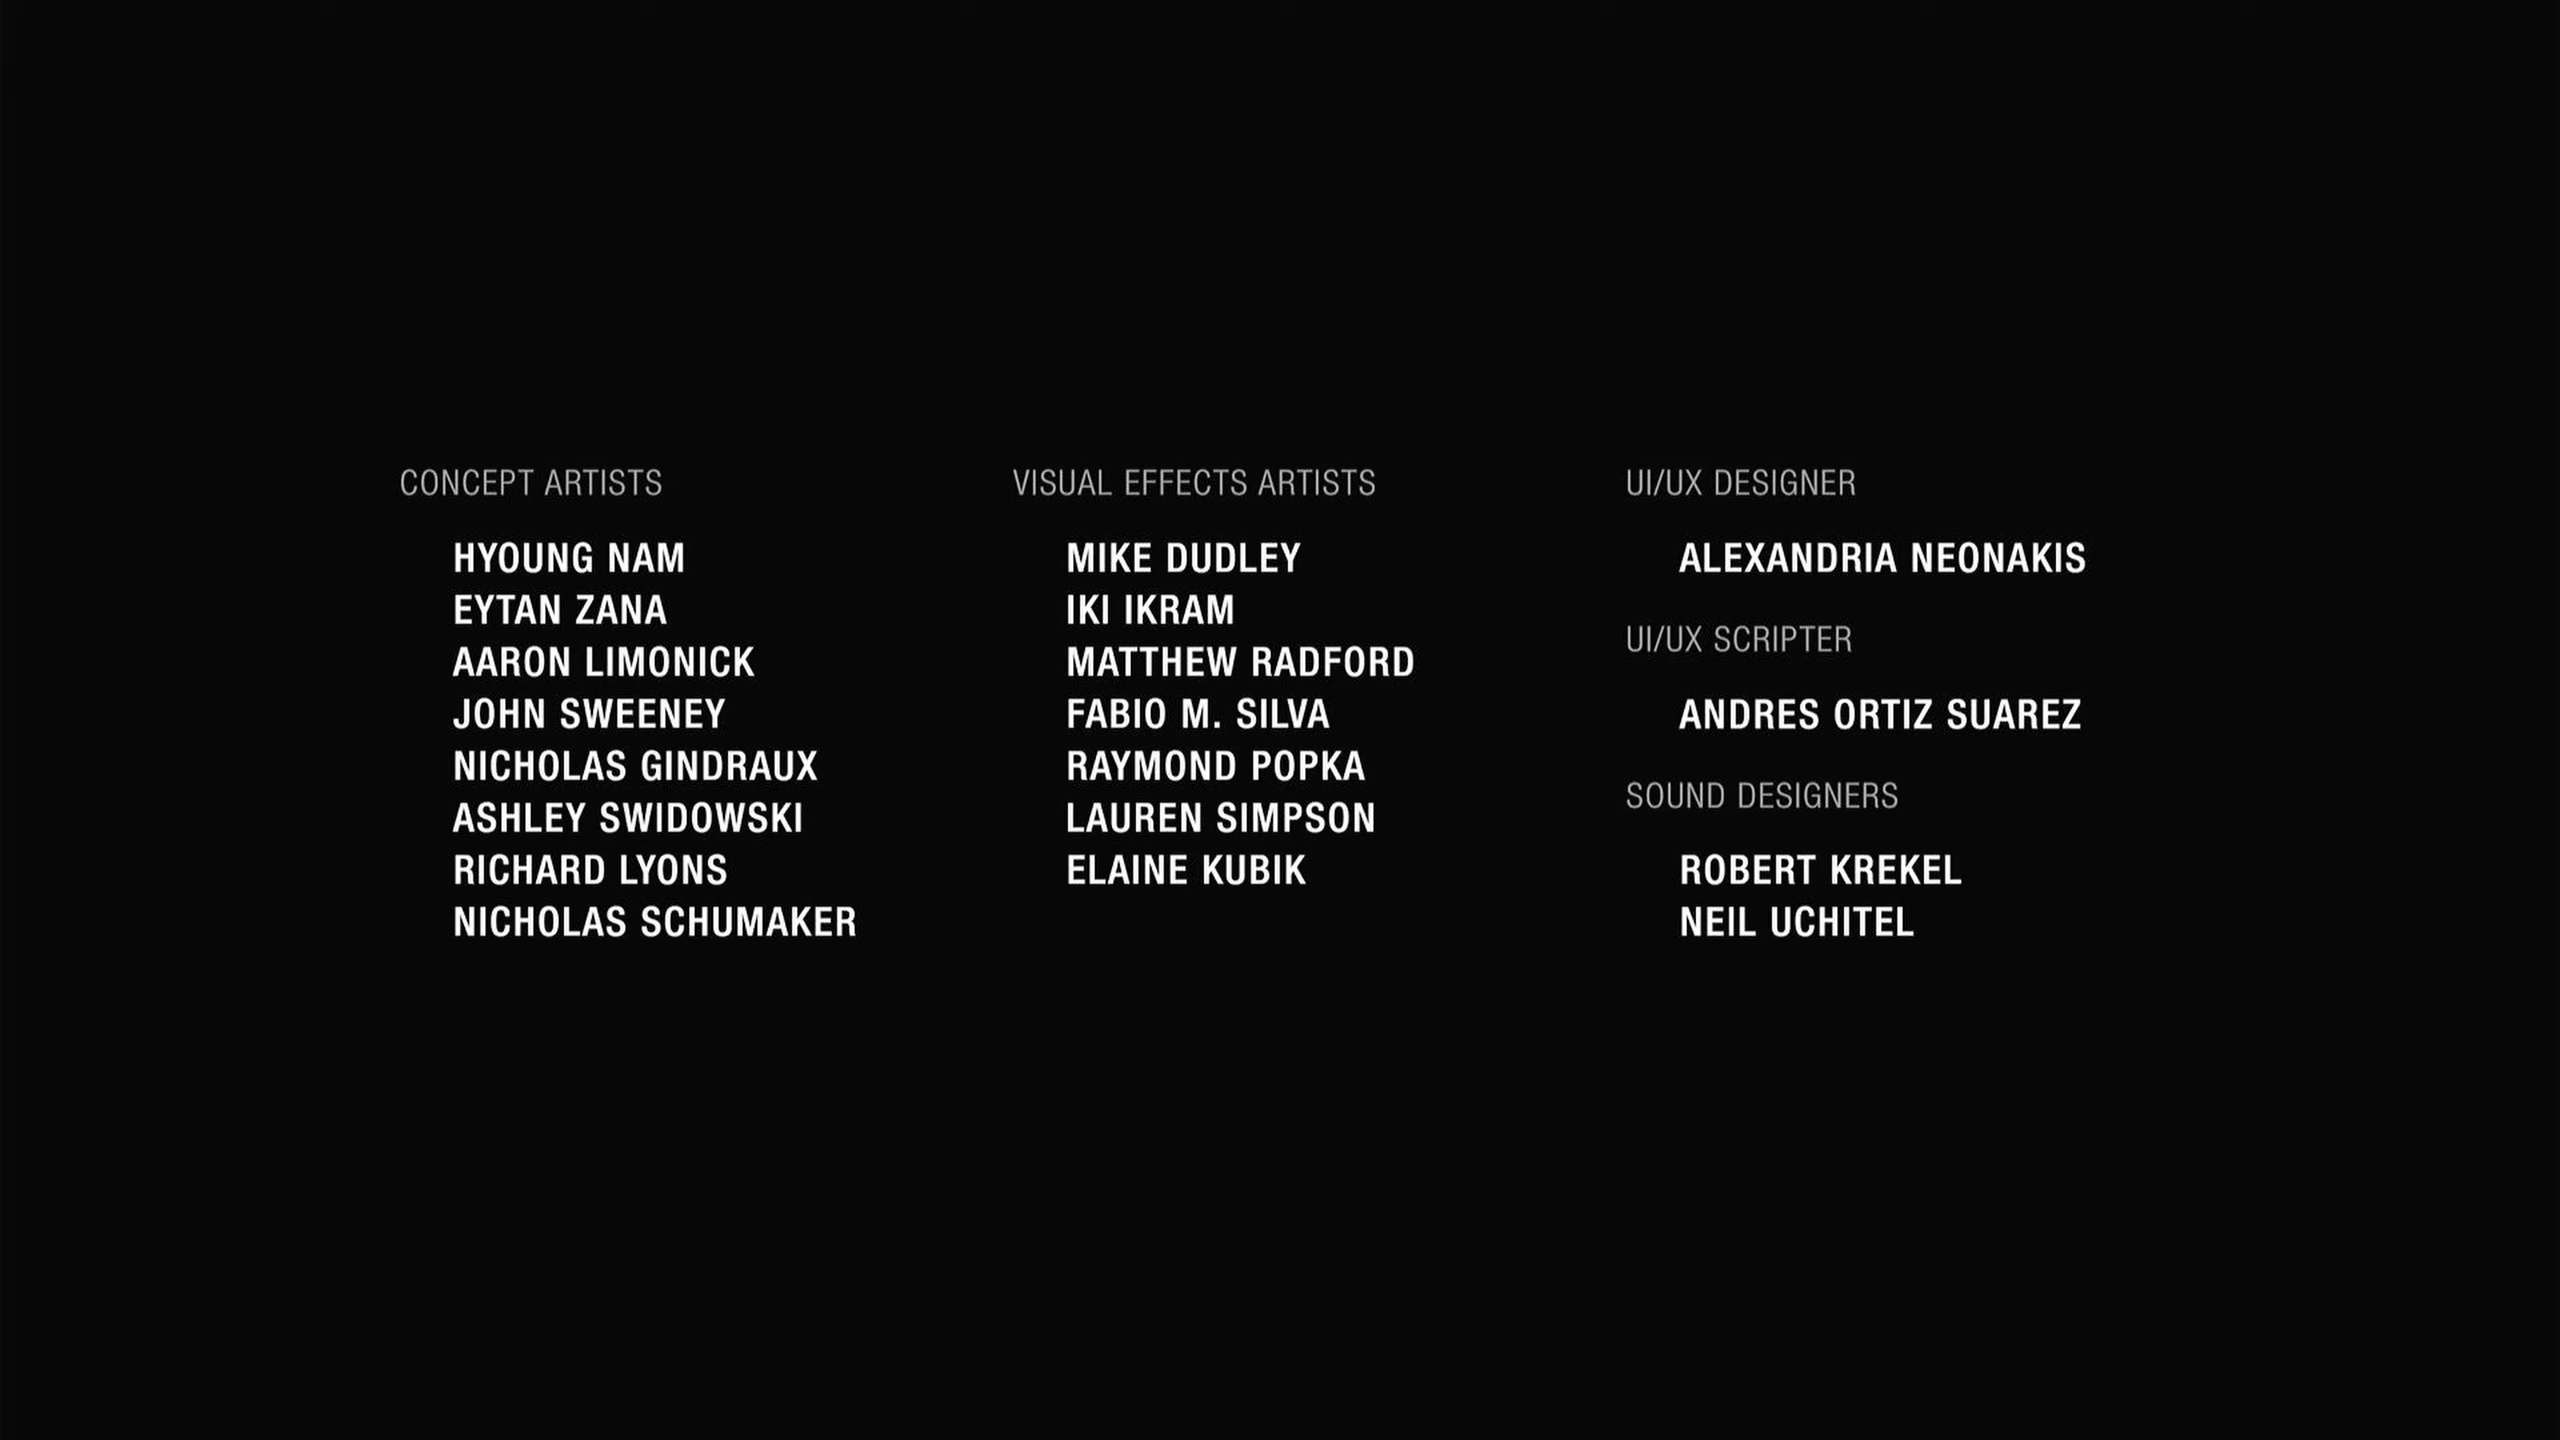 CONCEPT ARTISTS
HYOUNG NAM
EYTAN ZANA
AARON LIMONICK
JOHN SWEENEY
NICHOLAS GINDRAUX
ASHLEY SWIDOWSKI
RICHARD LYONS
NICHOLAS SCHUMAKER
VISUAL EFFECTS ARTISTS
MIKE DUDLEY
IKI IKRAM
MATTHEW RADFORD
FABIO M. SILVA
RAYMOND POPKA
LAUREN SIMPSON
ELAINE KUBIK
UI/UX DESIGNER
ALEXANDRIA NEONAKIS
UI/UX SCRIPTER
ANDRES ORTIZ SUAREZ
SOUND DESIGNERS
ROBERT KREKEL
NEIL UCHITEL